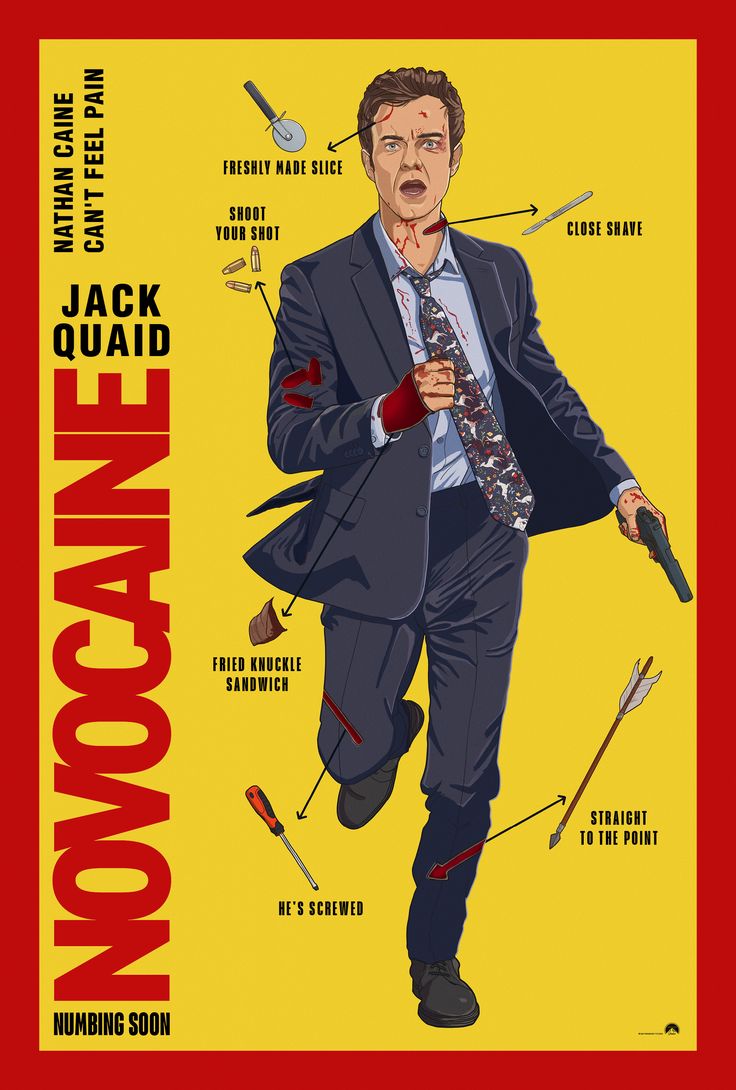 NATHAN CAINE
CAN'T FEEL PAIN
JACK
QUAID
NOVOCAINE
NUMBING SOON
FRESHLY MADE SLICE
SHOOT
YOUR SHOT
CLOSE SHAVE
FRIED KNUCKLE
SANDWICH
STRAIGHT
TO THE POINT
HE'S SCREWED